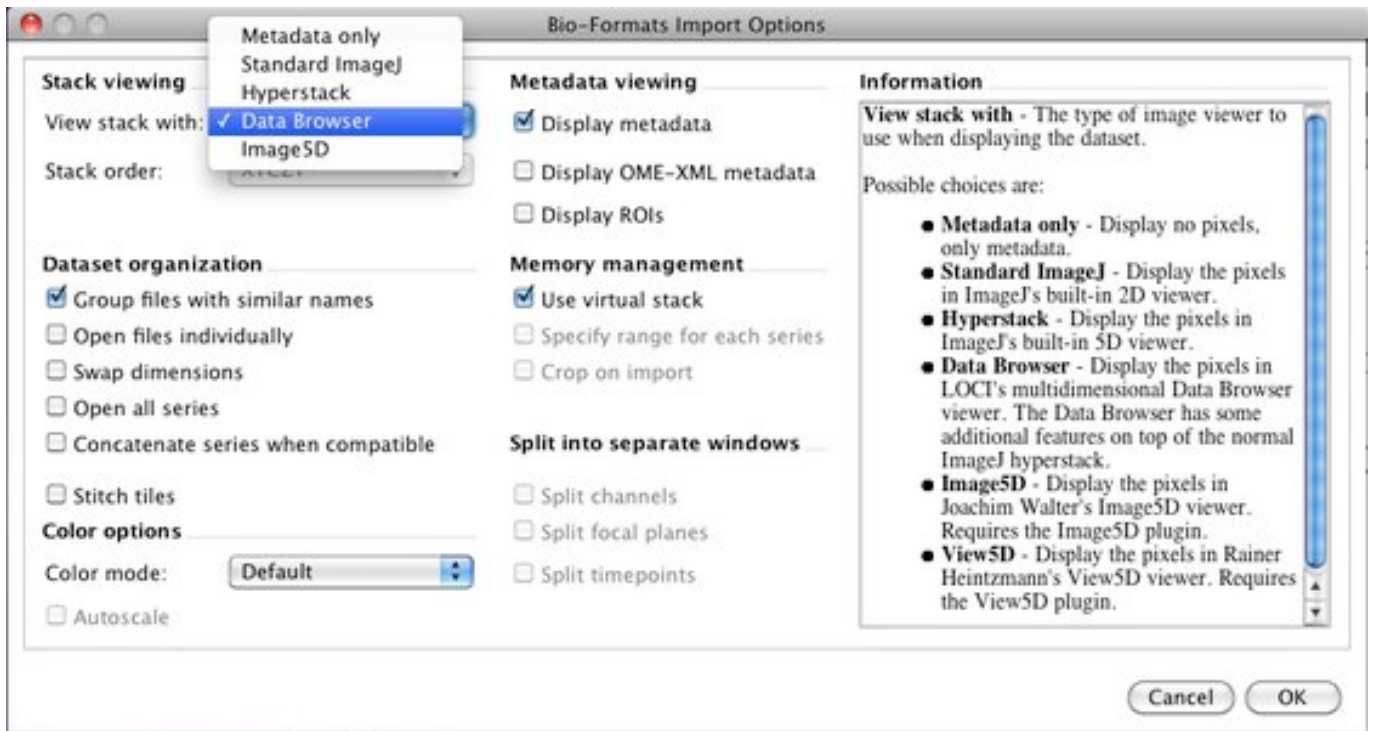 Bio-Formats Import Options
Metadata only
Standard ImageJ
Hyperstack
✓ Data Browser
Image5D
Stack viewing
View stack with:
Stack order:
XYCZT
Dataset organization
Group files with similar names
Open files individually
Swap dimensions
Open all series
Concatenate series when compatible
Stitch tiles
Color options
Color mode: Default
Autoscale
Metadata viewing
Display metadata
Display OME-XML metadata
Display ROIs
Memory management
Use virtual stack
Specify range for each series
Crop on import
Split into separate windows
Split channels
Split focal planes
Split timepoints
Information
View stack with - The type of image viewer to
use when displaying the dataset.
Possible choices are:
● Metadata only - Display no pixels,
only metadata.
● Standard ImageJ - Display the pixels
in ImageJ's built-in 2D viewer.
● Hyperstack - Display the pixels in
ImageJ's built-in 5D viewer.
● Data Browser - Display the pixels in
LOCI's multidimensional Data Browser
viewer. The Data Browser has some
additional features on top of the normal
ImageJ hyperstack.
● Image5D - Display the pixels in
Joachim Walter's Image5D viewer.
Requires the Image5D plugin.
● View5D - Display the pixels in Rainer
Heintzmann's View5D viewer. Requires
the View5D plugin.
Cancel
OK